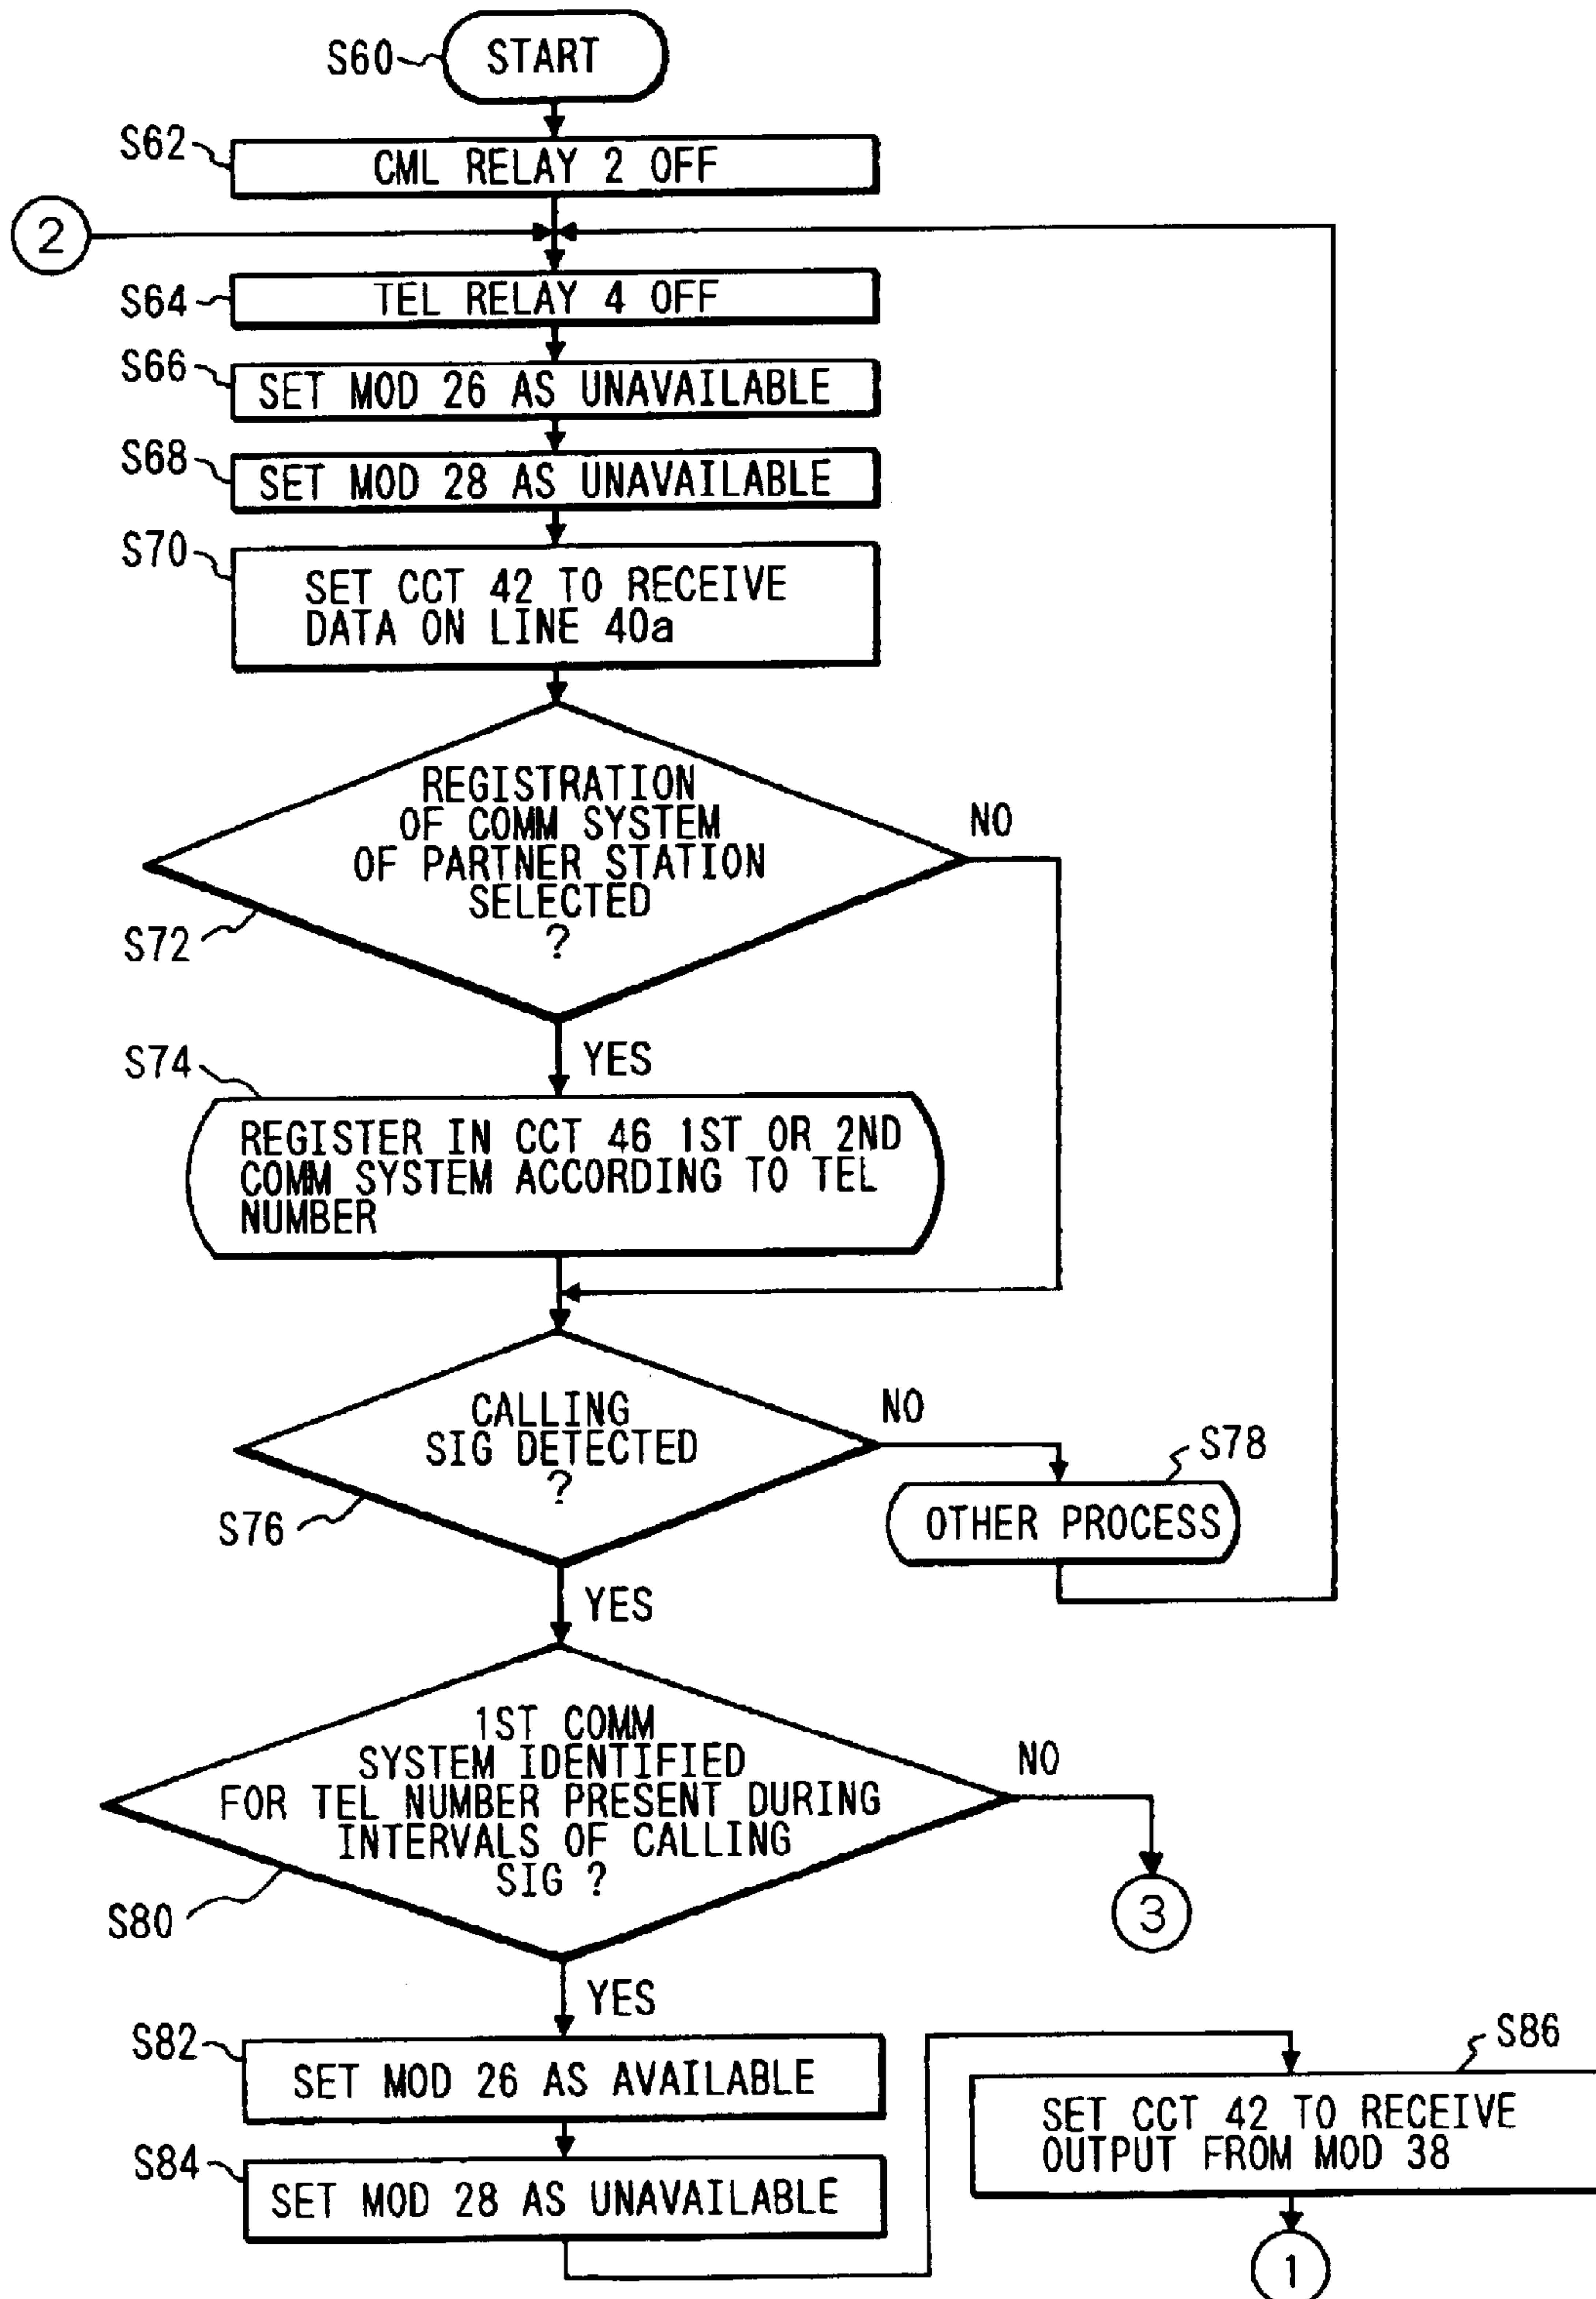 S60
START
S62
CML RELAY 2 OFF
2
S64
TEL RELAY 4 OFF
S66
SET MOD 26 AS UNAVAILABLE
S68
SET MOD 28 AS UNAVAILABLE
S70
SET CCT 42 TO RECEIVE
DATA ON LINE 40a
REGISTRATION
OF COMM SYSTEM
OF PARTNER STATION
SELECTED
?
NO
S72
YES
S74
REGISTER IN CCT 46 1ST OR 2ND
COMM SYSTEM ACCORDING TO TEL
NUMBER
CALLING
SIG DETECTED
?
NO
S76
S78
OTHER PROCESS
YES
1ST COMM
SYSTEM IDENTIFIED
FOR TEL NUMBER PRESENT DURING
INTERVALS OF CALLING
SIG ?
NO
S80
3
YES
S82
SET MOD 26 AS AVAILABLE
S84
SET MOD 28 AS UNAVAILABLE
S86
SET CCT 42 TO RECEIVE
OUTPUT FROM MOD 38
1